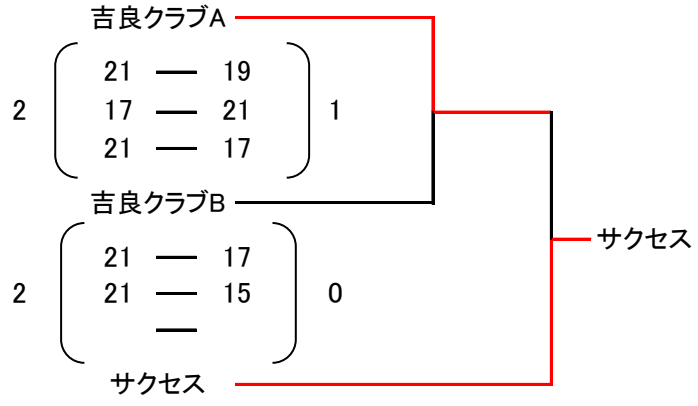 吉良クラブA
21 ― 19
2 17 ― 21 1
21 ― 17
吉良クラブB
21 ― 17
2 21 ― 15 0
―
サクセス
サクセス